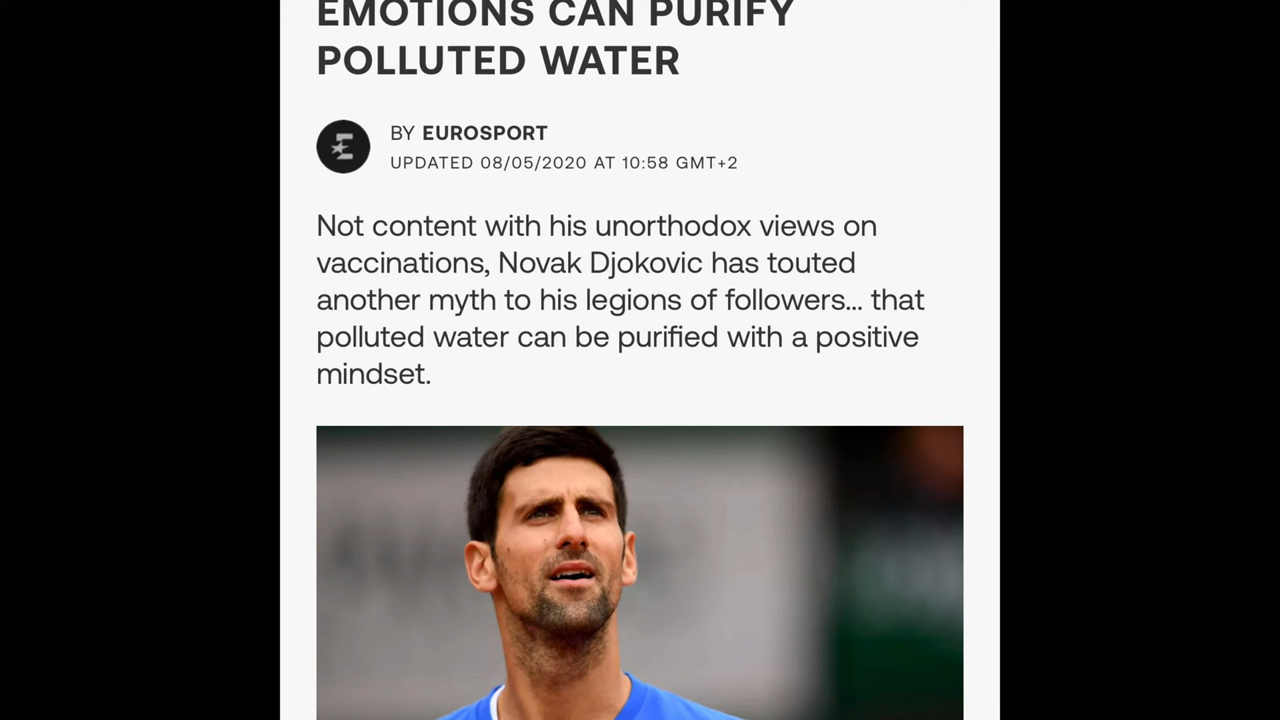 EMOTIONS CAN PURIFY
POLLUTED WATER
BY EUROSPORT
UPDATED 08/05/2020 AT 10:58 GMT+2
Not content with his unorthodox views on
vaccinations, Novak Djokovic has touted
another myth to his legions of followers... that
polluted water can be purified with a positive
mindset.